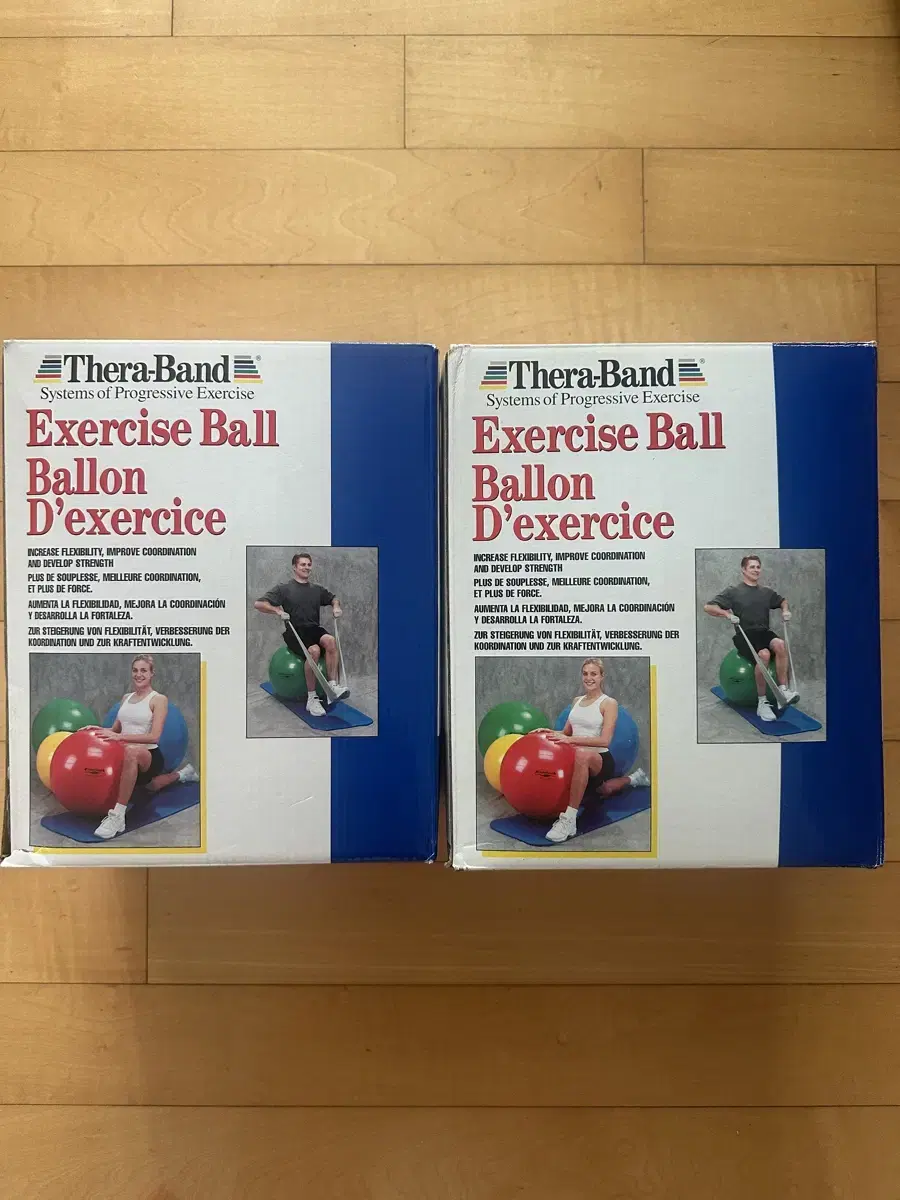 Thera-Band®
Systems of Progressive Exercise
Exercise Ball
Ballon
D'exercice
INCREASE FLEXIBILITY, IMPROVE COORDINATION
AND DEVELOP STRENGTH
PLUS DE SOUPLESSE, MEILLEURE COORDINATION,
ET PLUS DE FORCE.
AUMENTA LA FLEXIBILIDAD, MEJORA LA COORDINACIÓN
Y DESARROLLA LA FORTALEZA.
ZUR STEIGERUNG VON FLEXIBILITÄT, VERBESSERUNG DER
KOORDINATION UND ZUR KRAFTENTWICKLUNG.
Thera-Band®
Systems of Progressive Exercise
Exercise Ball
Ballon
D'exercice
INCREASE FLEXIBILITY, IMPROVE COORDINATION
AND DEVELOP STRENGTH
PLUS DE SOUPLESSE, MEILLEURE COORDINATION,
ET PLUS DE FORCE.
AUMENTA LA FLEXIBILIDAD, MEJORA LA COORDINACIÓN
Y DESARROLLA LA FORTALEZA.
ZUR STEIGERUNG VON FLEXIBILITÄT, VERBESSERUNG DER
KOORDINATION UND ZUR KRAFTENTWICKLUNG.